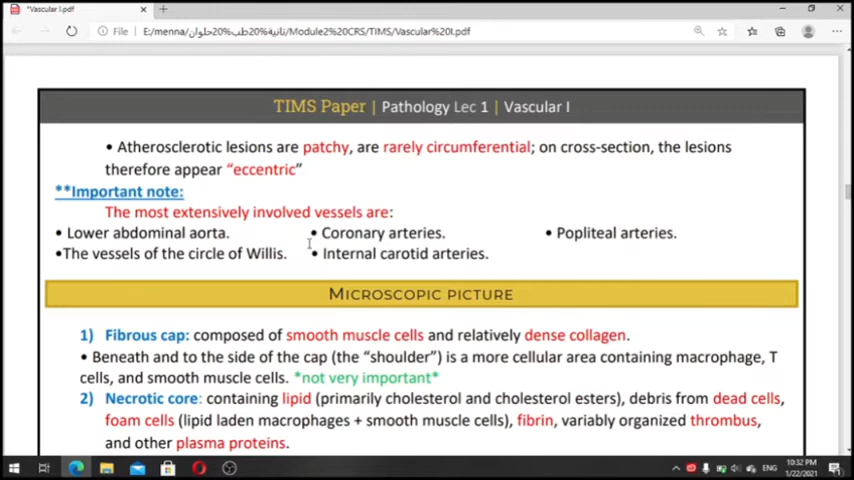 *Vascular I.pdf
File | E:/menna/ثانية%20طب%20حلوان/Module2%20CRS/TIMS/Vascular%20I.pdf
TIMS Paper | Pathology Lec 1 | Vascular I
• Atherosclerotic lesions are patchy, are rarely circumferential; on cross-section, the lesions
therefore appear “eccentric”
**Important note:
The most extensively involved vessels are:
• Lower abdominal aorta. • Coronary arteries. • Popliteal arteries.
•The vessels of the circle of Willis. • Internal carotid arteries.
MICROSCOPIC PICTURE
1) Fibrous cap: composed of smooth muscle cells and relatively dense collagen.
• Beneath and to the side of the cap (the “shoulder”) is a more cellular area containing macrophage, T
cells, and smooth muscle cells. *not very important*
2) Necrotic core: containing lipid (primarily cholesterol and cholesterol esters), debris from dead cells,
foam cells (lipid laden macrophages + smooth muscle cells), fibrin, variably organized thrombus,
and other plasma proteins.
ENG
10:32 PM
1/22/2021